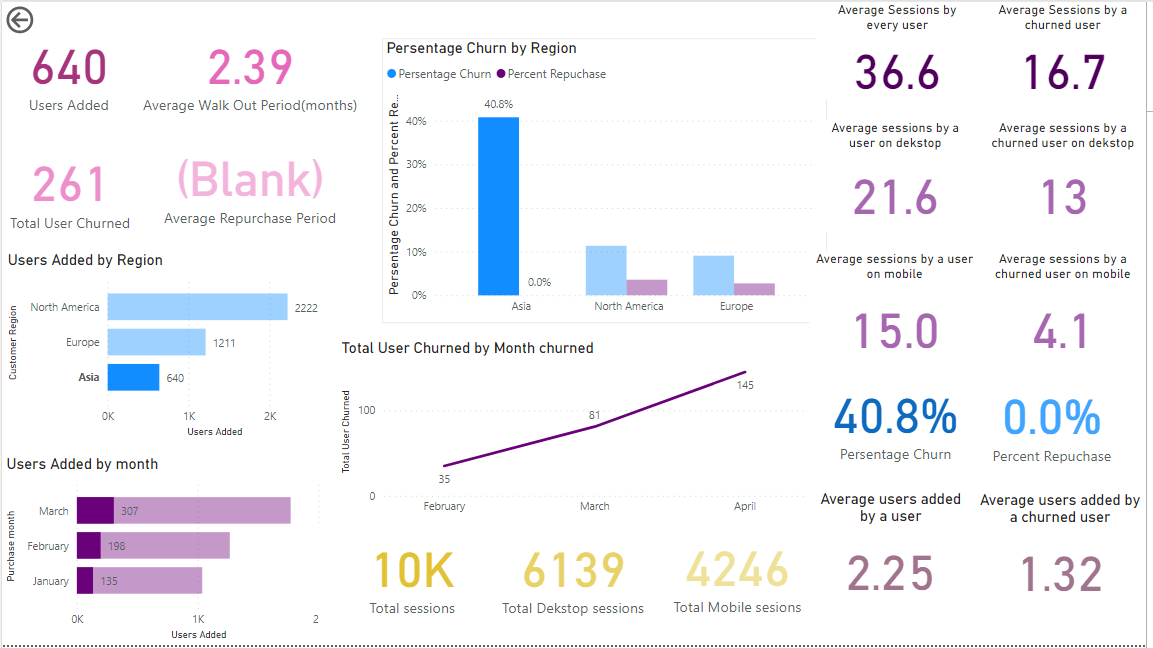 640
Users Added
2.39
Average Walk Out Period(months)
261
Total User Churned
(Blank)
Average Repurchase Period
Users Added by Region
Customer Region
North America
2222
Europe
1211
Asia
640
0K
1K
2K
Users Added
Users Added by month
Purchase month
March
307
February
198
January
135
0K
1K
2
Users Added
Persentage Churn by Region
Persentage Churn
Percent Repuchase
Persentage Churn and Percent Re...
40%
30%
20%
10%
0%
40.8%
0.0%
Asia
North America
Europe
Total User Churned by Month churned
Total User Churned
100
0
35
81
145
February
March
April
10K
Total sessions
6139
Total Dekstop sessions
4246
Total Mobile sesions
Average Sessions by
every user
36.6
Average Sessions by a
churned user
16.7
Average sessions by a
user on dekstop
21.6
Average sessions by a
churned user on dekstop
13
Average sessions by a user
on mobile
15.0
Average sessions by a
churned user on mobile
4.1
40.8%
Persentage Churn
0.0%
Percent Repuchase
Average users added
by a user
2.25
Average users added by
a churned user
1.32